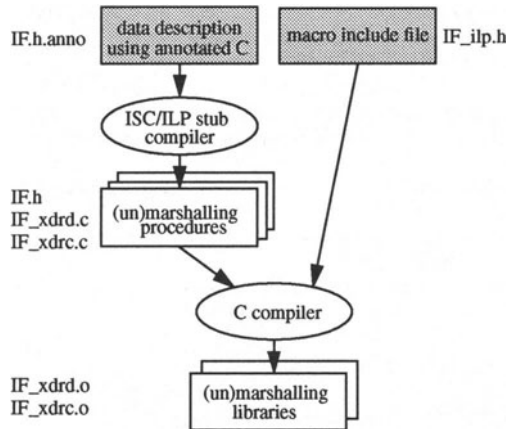 IF.h.anno
data description
using annotated C
macro include file
IF_ilp.h
ISC/ILP stub
compiler
IF.h
IF_xdrd.c
IF_xdrc.c
(un)marshalling
procedures
C compiler
IF_xdrd.o
IF_xdrc.o
(un)marshalling
libraries